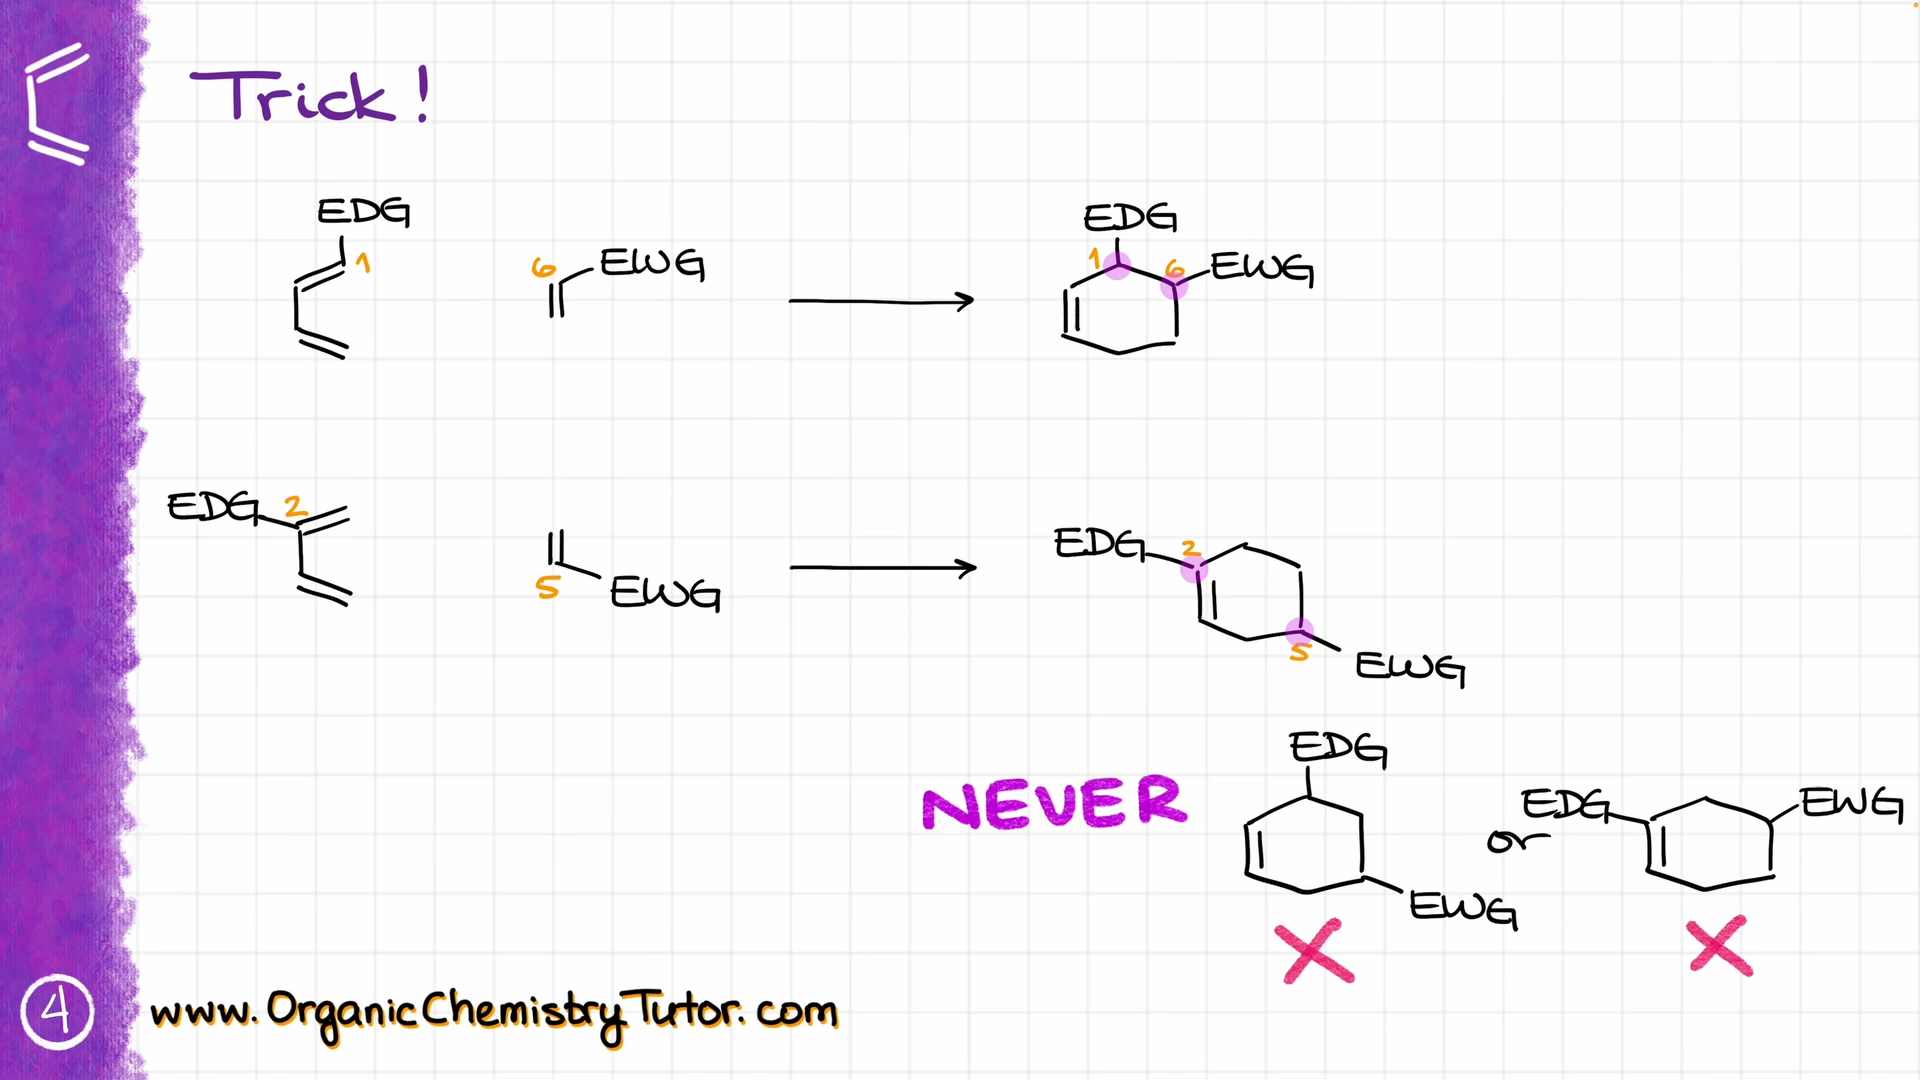 Trick!
EDG
1
6 EWG
EDG
1 6 EWG
EDG 2
5 EWG
EDG 2
5 EWG
NEVER
EDG
EWG
or
EDG EWG
4
www.OrganicChemistryTutor.com